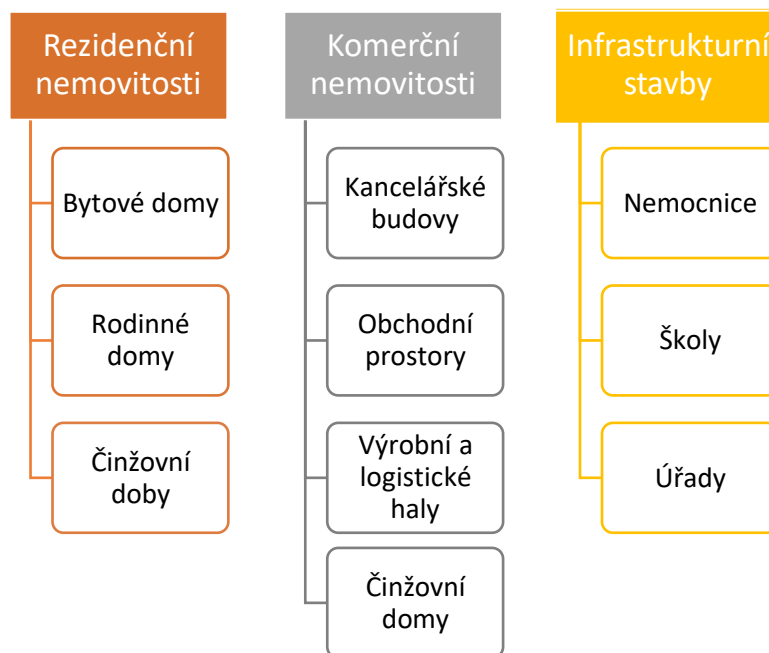 Rezidenční
nemovitosti
Bytové domy
Rodinné
domy
Činžovní
doby
Komerční
nemovitosti
Kancelářské
budovy
Obchodní
prostory
Výrobní a
logistické
haly
Činžovní
domy
Infrastrukturní
stavby
Nemocnice
Školy
Úřady